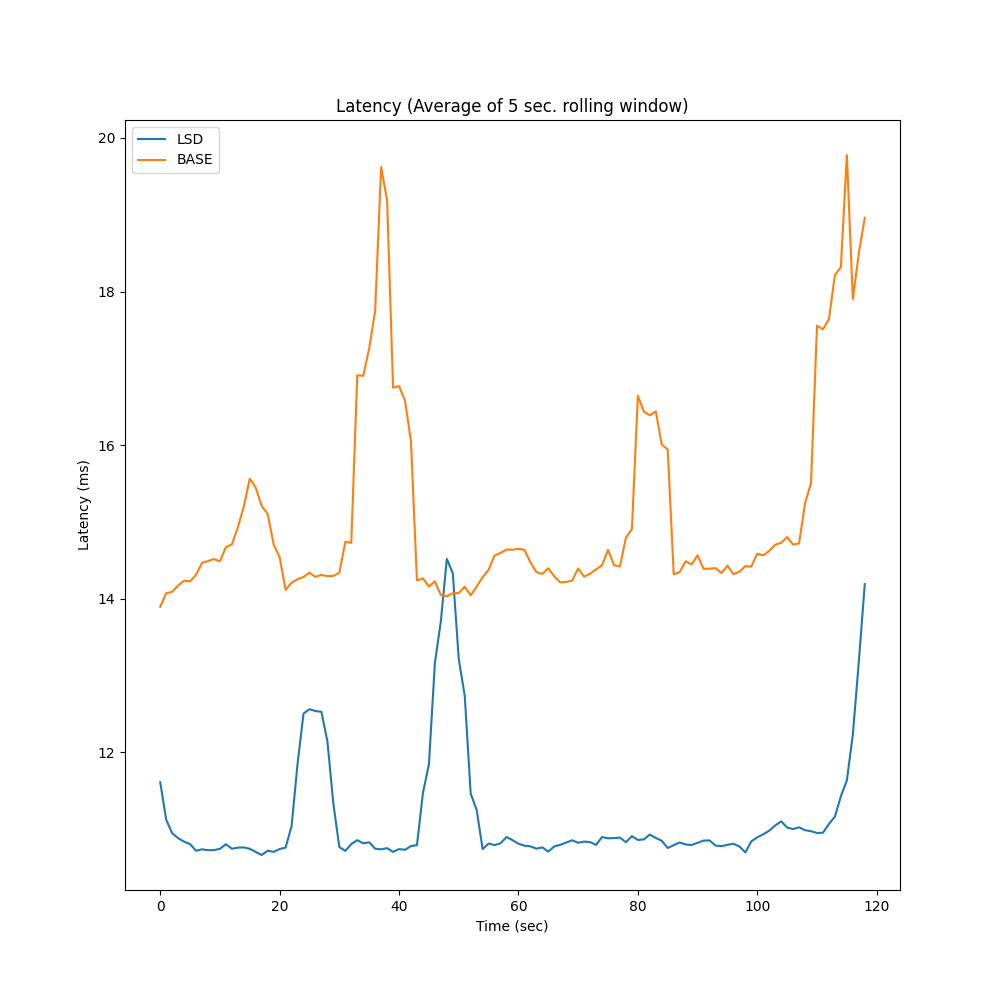 Latency (Average of 5 sec. rolling window)
LSD
BASE
20
18
16
14
12
Latency (ms)
0 20 40 60 80 100 120
Time (sec)